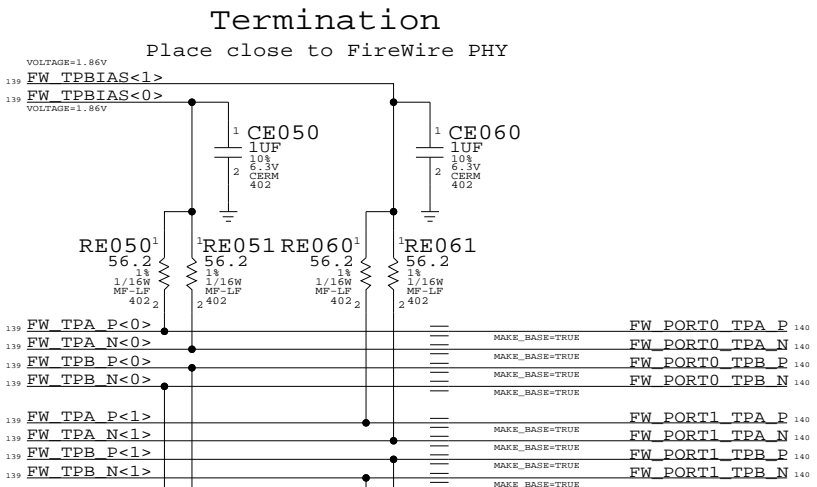 Termination
Place close to FireWire PHY
VOLTAGE=1.86V
139 FW_TPBIAS<1>
139 FW_TPBIAS<0>
VOLTAGE=1.86V
1 CE050
1UF
10%
6.3V
2 CERM
402
1 CE060
1UF
10%
6.3V
2 CERM
402
RE050 1
56.2
1%
1/16W
MF-LF
402 2
1 RE051
56.2
1%
1/16W
MF-LF
2 402
RE060 1
56.2
1%
1/16W
MF-LF
402 2
1 RE061
56.2
1%
1/16W
MF-LF
2 402
139 FW_TPA_P<0> FW_PORT0_TPA_P 140
MAKE_BASE=TRUE
139 FW_TPA_N<0> FW_PORT0_TPA_N 140
MAKE_BASE=TRUE
139 FW_TPB_P<0> FW_PORT0_TPB_P 140
MAKE_BASE=TRUE
139 FW_TPB_N<0> FW_PORT0_TPB_N 140
MAKE_BASE=TRUE
139 FW_TPA_P<1> FW_PORT1_TPA_P 140
MAKE_BASE=TRUE
139 FW_TPA_N<1> FW_PORT1_TPA_N 140
MAKE_BASE=TRUE
139 FW_TPB_P<1> FW_PORT1_TPB_P 140
MAKE_BASE=TRUE
139 FW_TPB_N<1> FW_PORT1_TPB_N 140
MAKE_BASE=TRUE